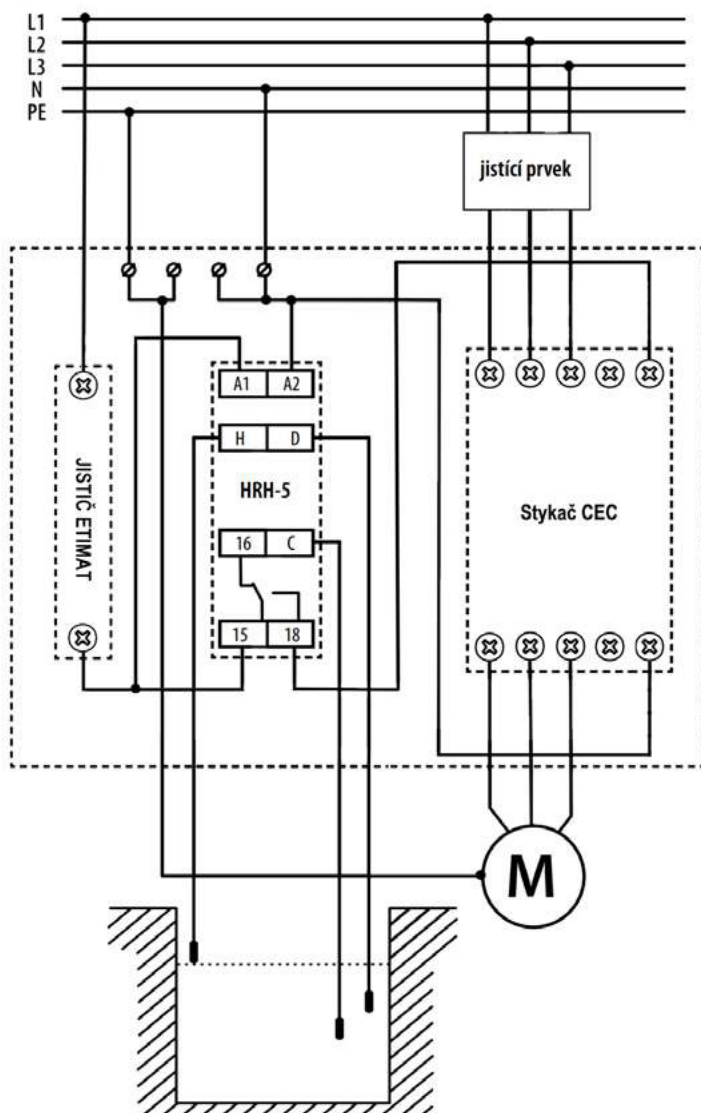 L1
L2
L3
N
PE
jistící prvek
A1 A2
H D
HRH-5
16 C
15 18
JISTIČ ETIMAT
Stykač CEC
M